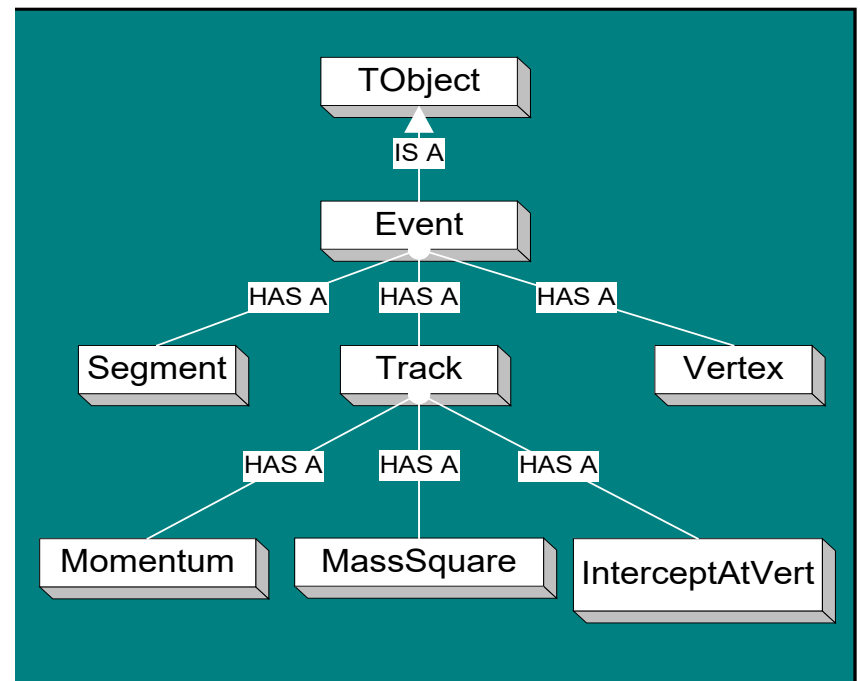 TObject
IS A
Event
HAS A
HAS A
HAS A
Segment
Track
Vertex
HAS A
HAS A
HAS A
Momentum
MassSquare
InterceptAtVert